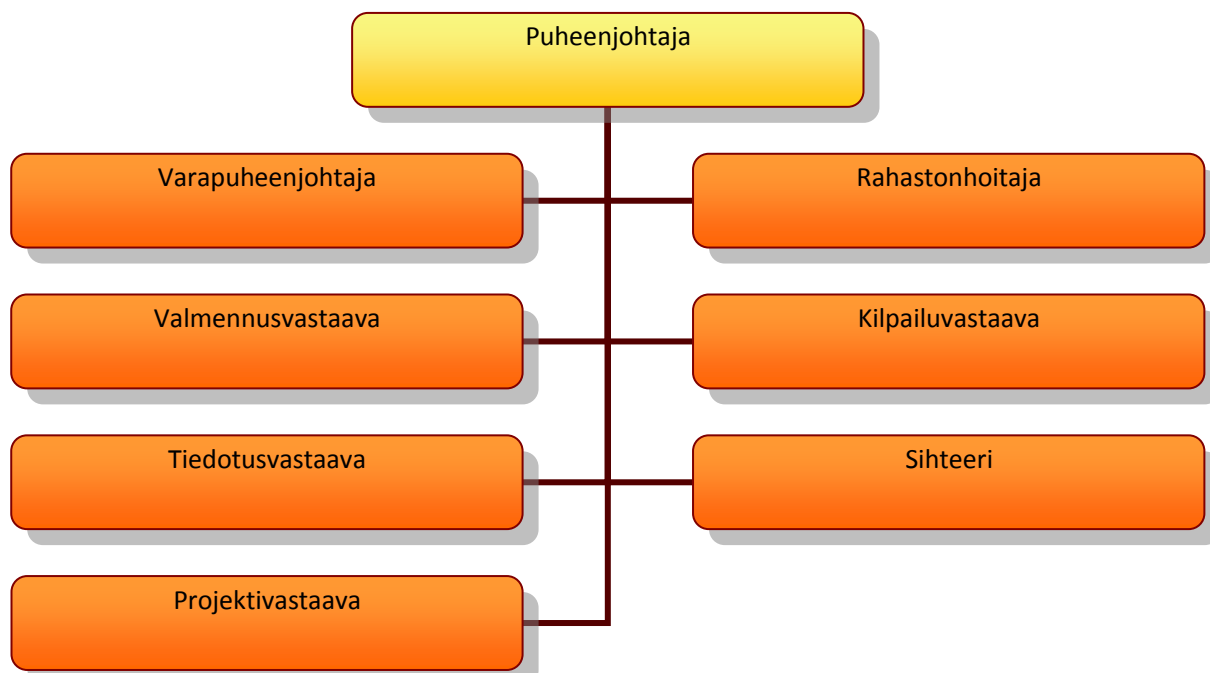 Puheenjohtaja
Varapuheenjohtaja
Rahastonhoitaja
Valmennusvastaava
Kilpailuvastaava
Tiedotusvastaava
Sihteeri
Projektivastaava